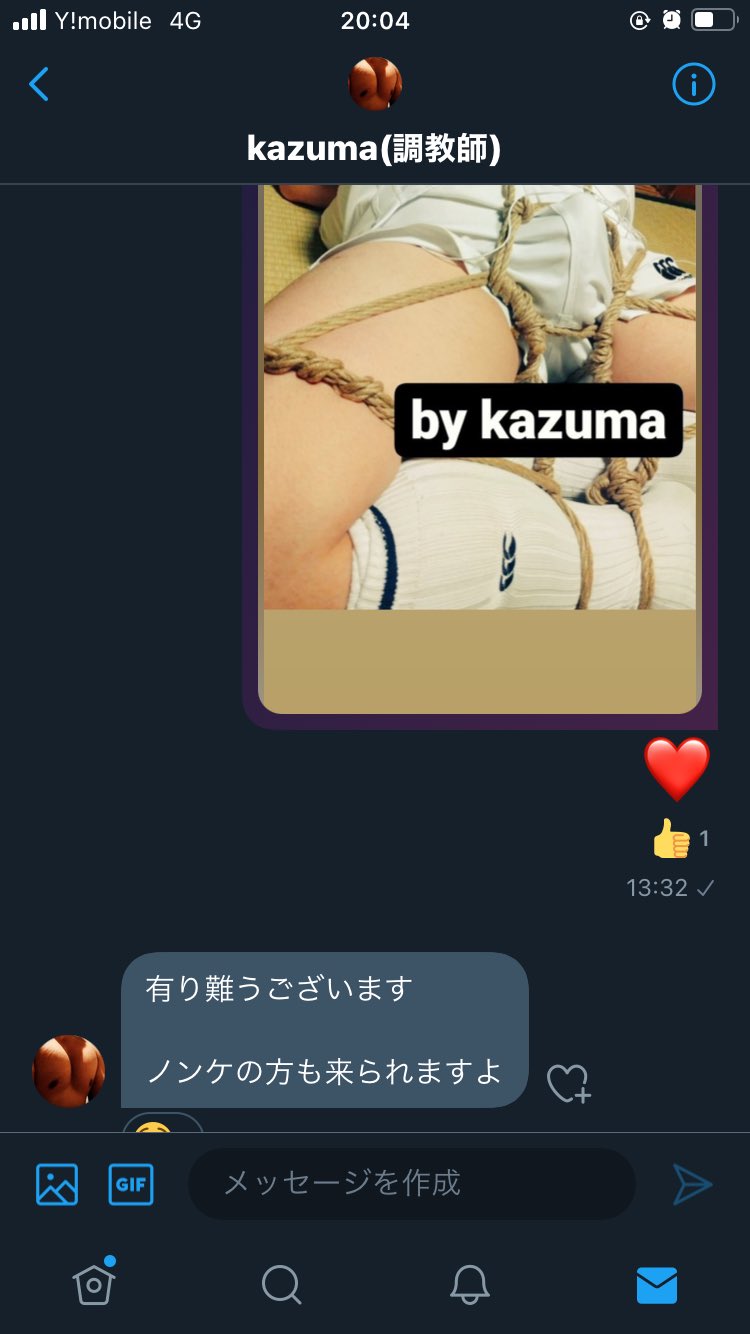 Y!mobile 4G 20:04
kazuma(調教師)
by kazuma
1
13:32
有り難うございます
ノンケの方も来られますよ
GIF
メッセージを作成